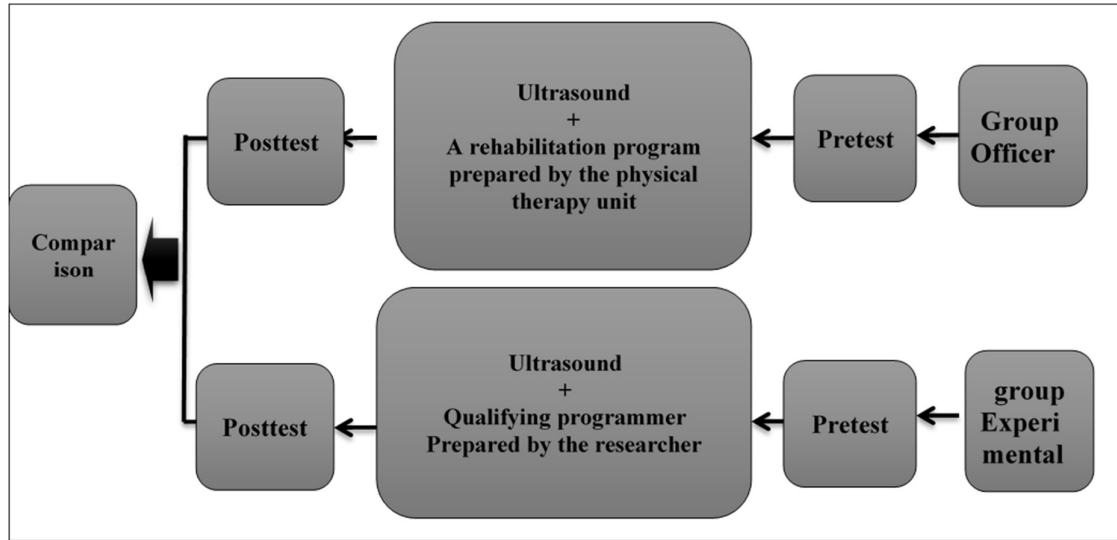 Group
Officer
Pretest
Ultrasound
+
A rehabilitation program
prepared by the physical
therapy unit
Posttest
group
Experi
mental
Pretest
Ultrasound
+
Qualifying programmer
Prepared by the researcher
Posttest
Compar
ison